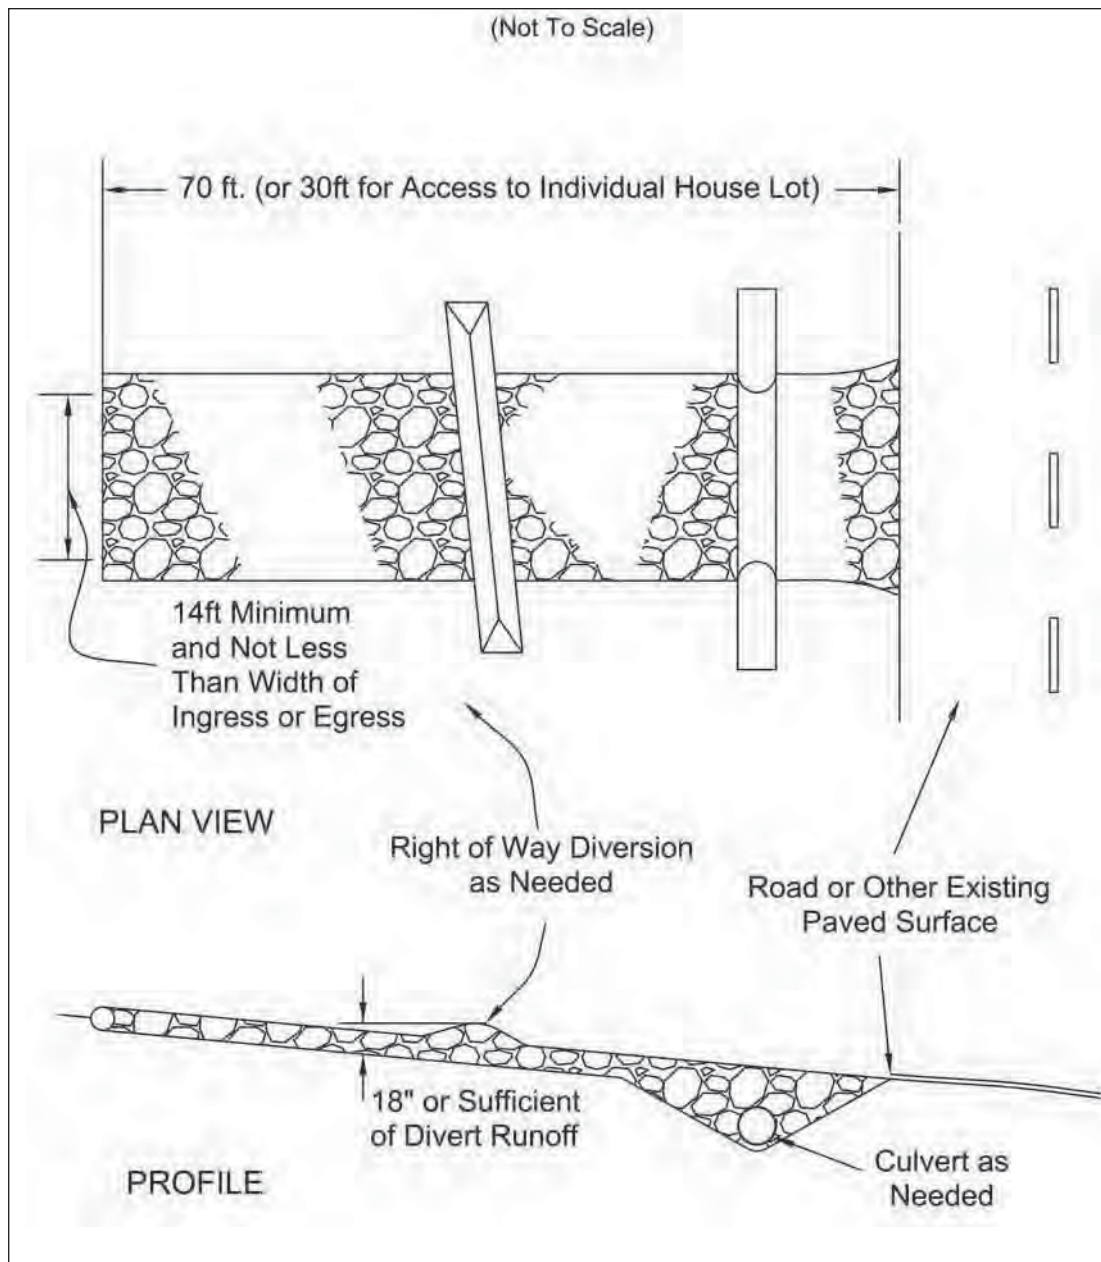 (Not To Scale)
70 ft. (or 30ft for Access to Individual House Lot)
14ft Minimum
and Not Less
Than Width of
Ingress or Egress
PLAN VIEW
Right of Way Diversion
as Needed
Road or Other Existing
Paved Surface
18" or Sufficient
of Divert Runoff
Culvert as
Needed
PROFILE